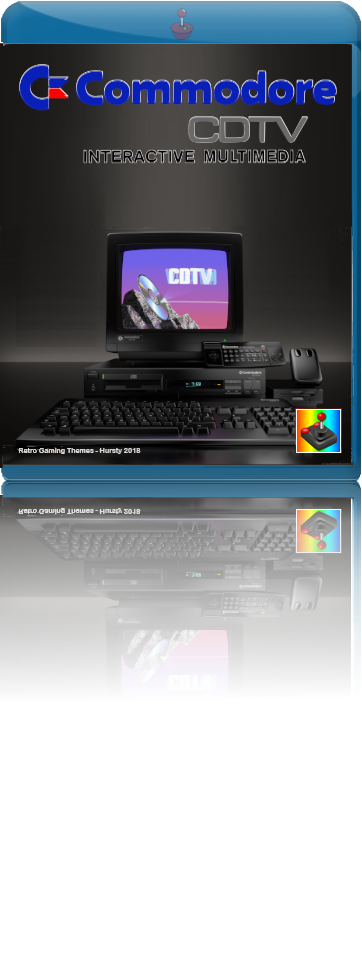 Commodore
CDTV
INTERACTIVE MULTIMEDIA
CDTV
Retro Gaming Themes - Hursty 2018